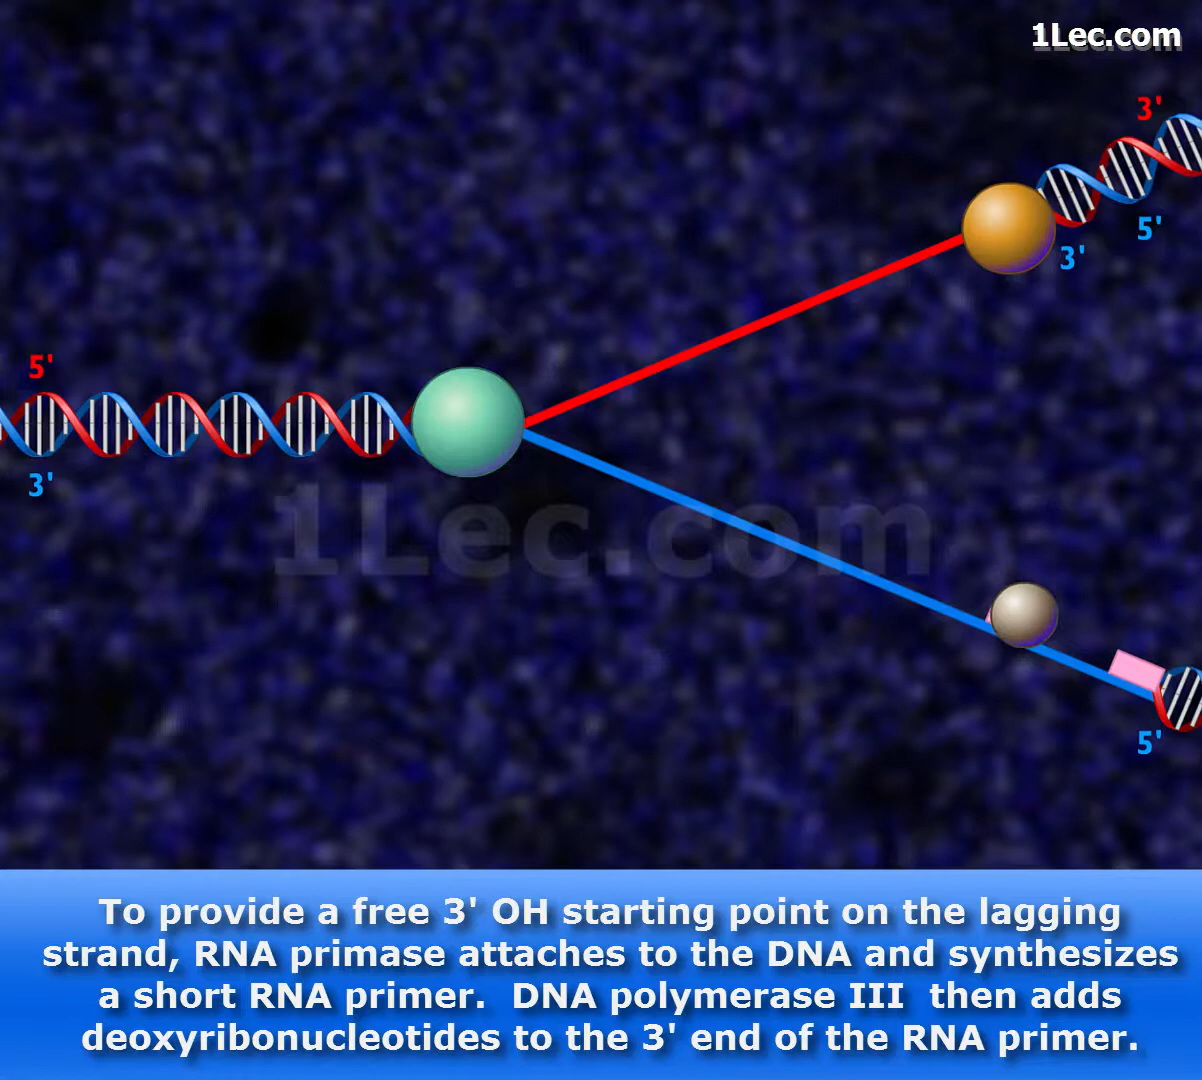 1Lec.com
3'
5'
3'
5'
3'
1Lec.com
5'
To provide a free 3' OH starting point on the lagging
strand, RNA primase attaches to the DNA and synthesizes
a short RNA primer.  DNA polymerase III  then adds
deoxyribonucleotides to the 3' end of the RNA primer.